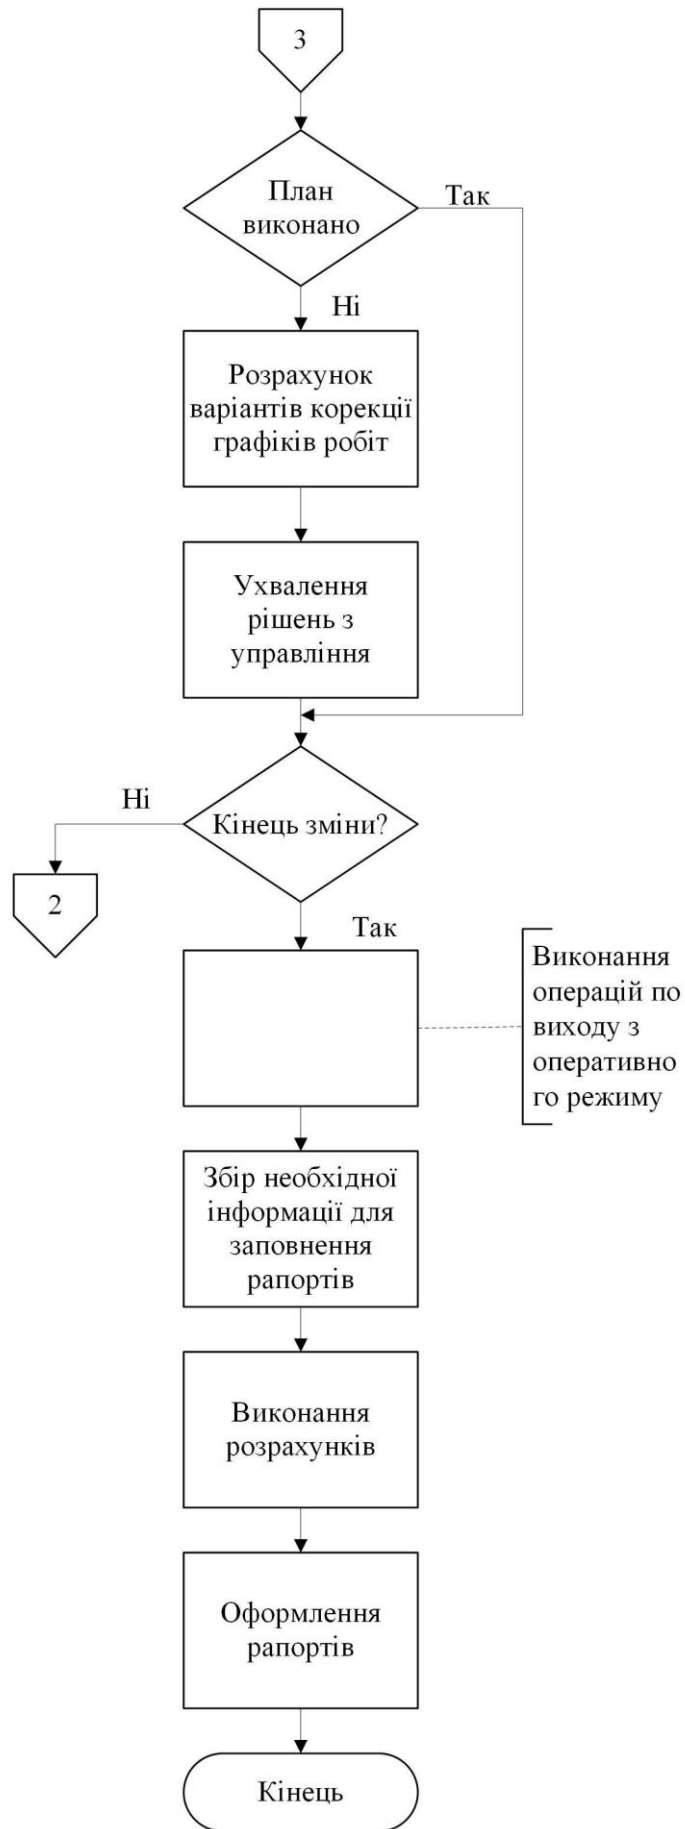 3
План
виконано
Так
Ні
Розрахунок
варіантів корекції
графіків робіт
Ухвалення
рішень з
управління
Ні
Кінець зміни?
2
Так
Виконання
операцій по
виходу з
оперативно
го режиму
Збір необхідної
інформації для
заповнення
рапортів
Виконання
розрахунків
Оформлення
рапортів
Кінець